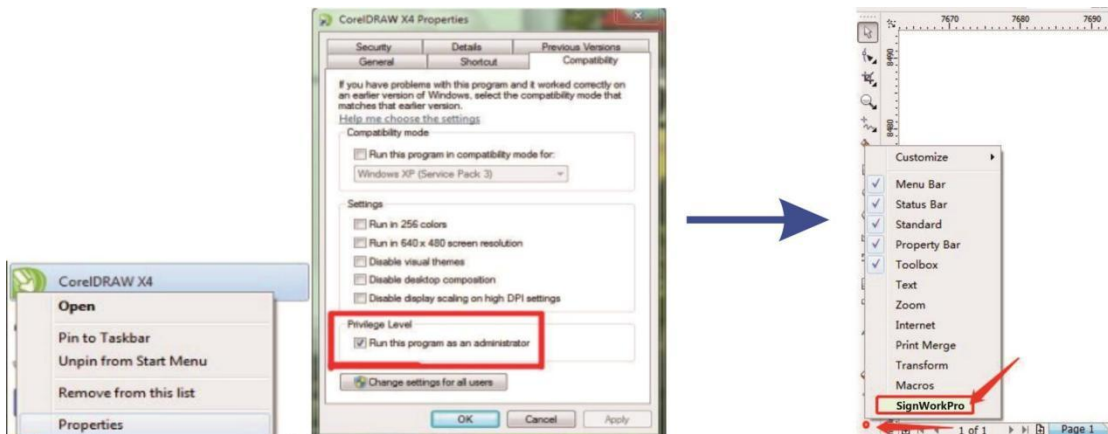 CorelDRAW X4
Open
Pin to Taskbar
Unpin from Start Menu
Remove from this list
Properties
CorelDRAW X4 Properties
Security Details Previous Versions
General Shortcut Compatibility
If you have problems with this program and it worked correctly on
an earlier version of Windows, select the compatibility mode that
matches that earlier version.
Help me choose the settings
Compatibility mode
Run this program in compatibility mode for:
Windows XP (Service Pack 3)
Settings
Run in 256 colors
Run in 640 x 480 screen resolution
Disable visual themes
Disable desktop composition
Disable display scaling on high DPI settings
Privilege Level
Run this program as an administrator
Change settings for all users
OK Cancel Apply
7670 7680 7690
8490
8480
Customize
Menu Bar
Status Bar
Standard
Property Bar
Toolbox
Text
Zoom
Internet
Print Merge
Transform
Macros
SignWorkPro
1 of 1 Page 1